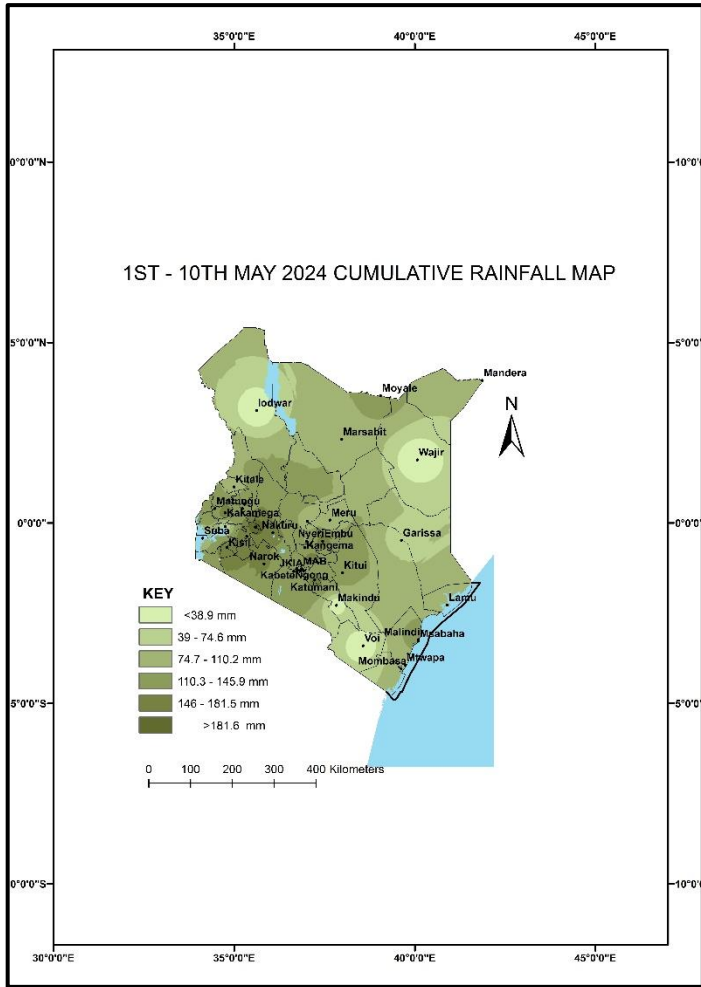 35°0'0"E 40°0'0"E 45°0'0"E
0°0'0"N 10°0'0"N
1ST - 10TH MAY 2024 CUMULATIVE RAINFALL MAP
5°0'0"N 5°0'0"N
Mandera
Moyale
N
lodwar
Marsabit
Wajir
Kitale
Matungu
Kakamega
Meru
0°0'0" 0°0'0"
Suba
Nakuru
Nyeri
Embu
Garissa
Kisii
Kangema
Narok
JKIA
MAB
Kabete
Ngong
Kitui
Katumani
KEY
Makindu
Lamu
<38.9 mm
39 - 74.6 mm
Voi
Malindi
Msabaha
74.7 - 110.2 mm
Mombasa
Mtwapa
110.3 - 145.9 mm
5°0'0"S 5°0'0"S
146 - 181.5 mm
>181.6 mm
0 100 200 300 400 Kilometers
0°0'0"S 10°0'0"S
30°0'0"E 35°0'0"E 40°0'0"E 45°0'0"E